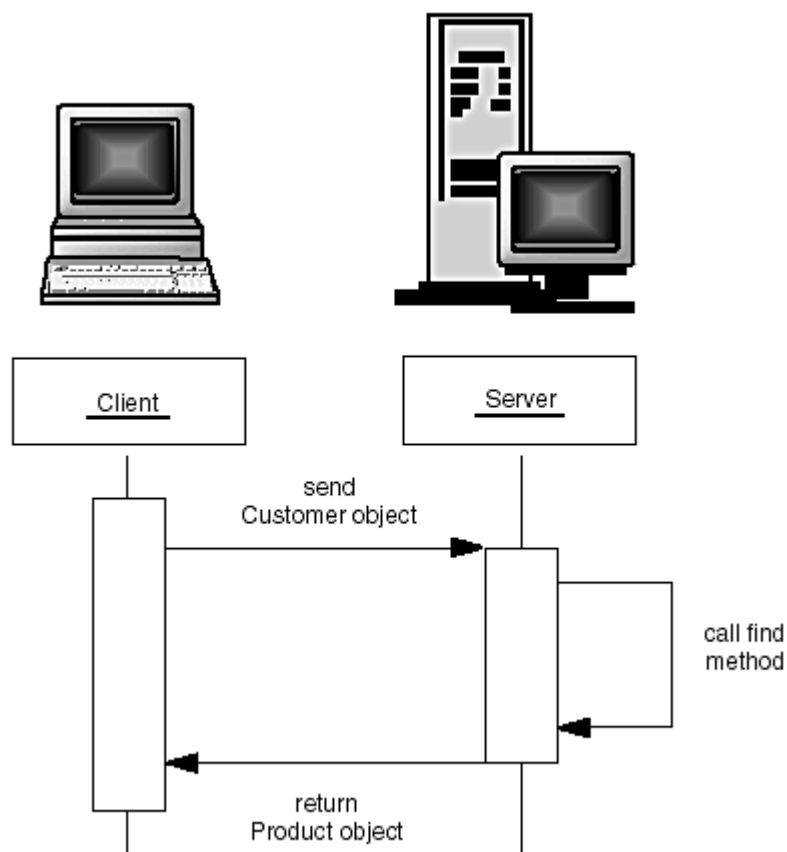 Client
Server
send
Customer object
call find
method
return
Product object